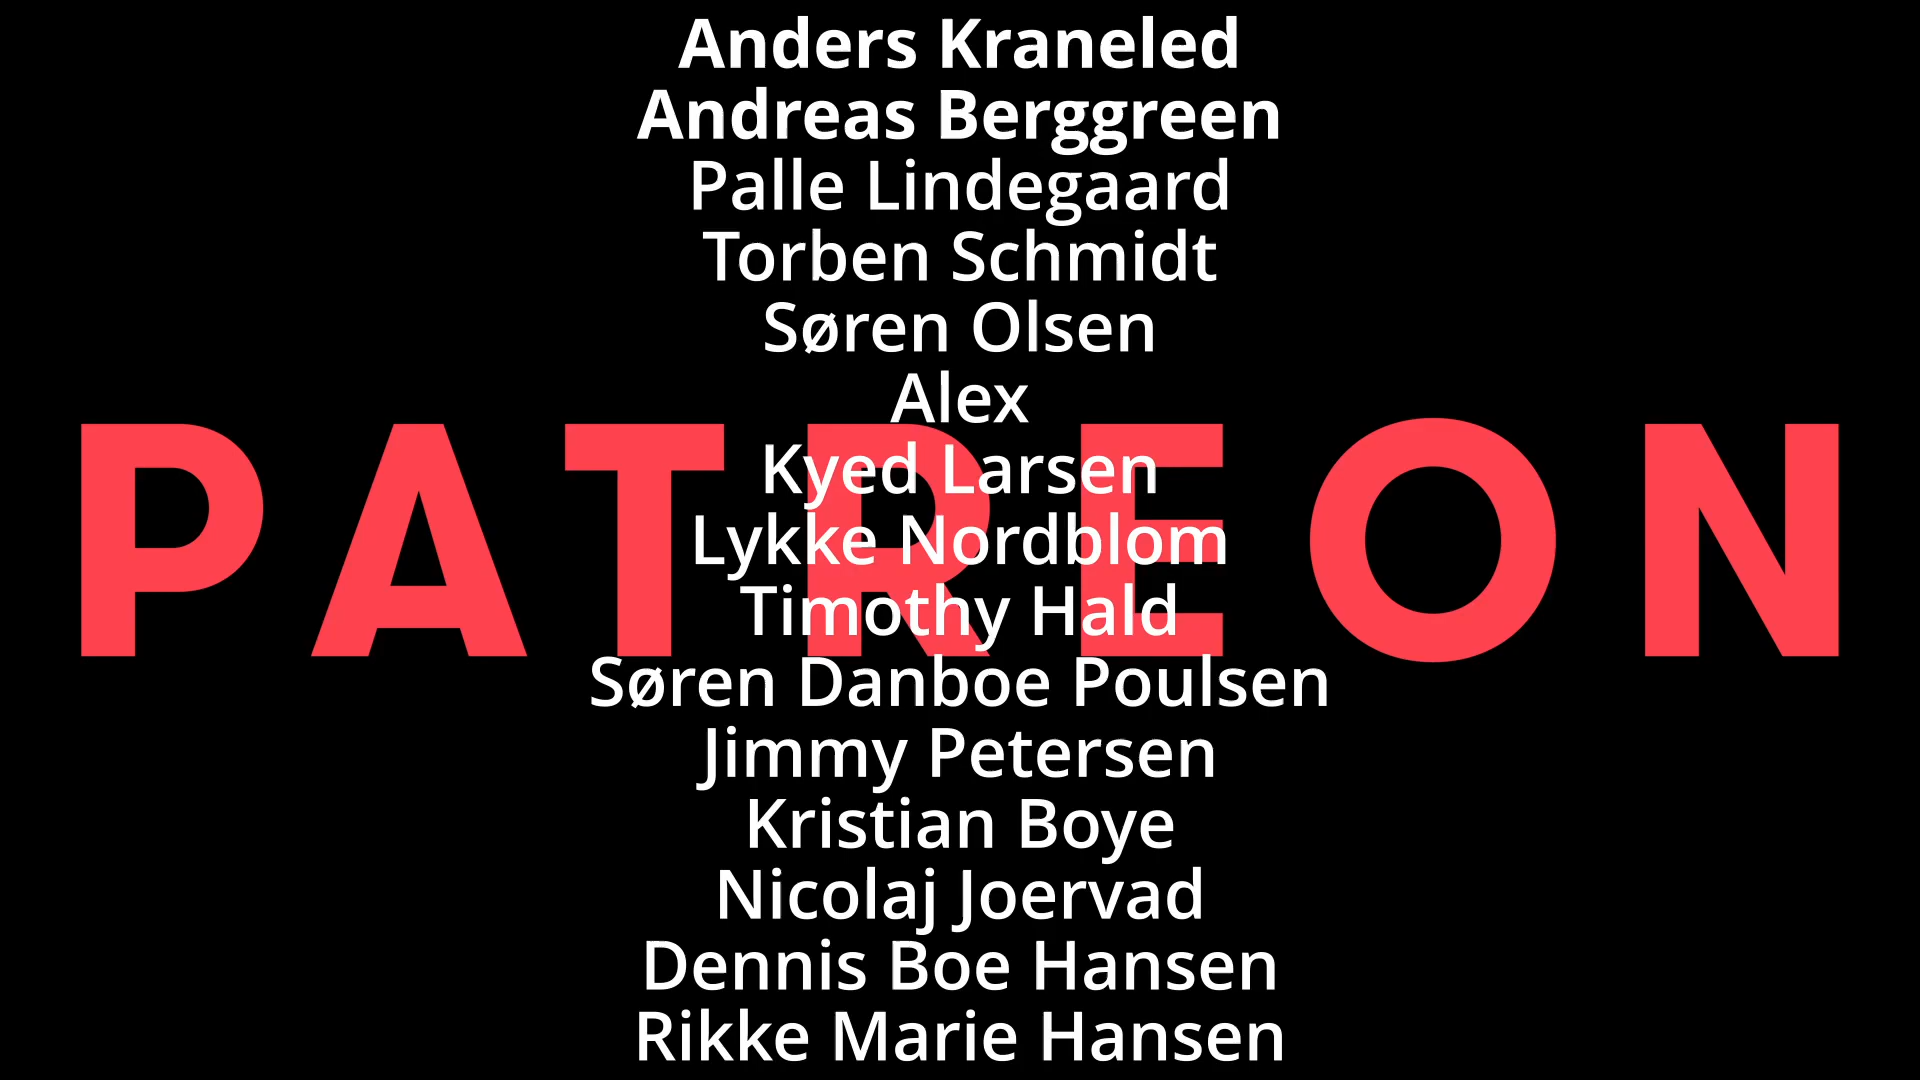 Anders Kraneled
Andreas Berggreen
Palle Lindegaard
Torben Schmidt
Søren Olsen
Alex
Kyed Larsen
PATREON
Lykke Nordblom
Timothy Hald
Søren Danboe Poulsen
Jimmy Petersen
Kristian Boye
Nicolaj Joervad
Dennis Boe Hansen
Rikke Marie Hansen